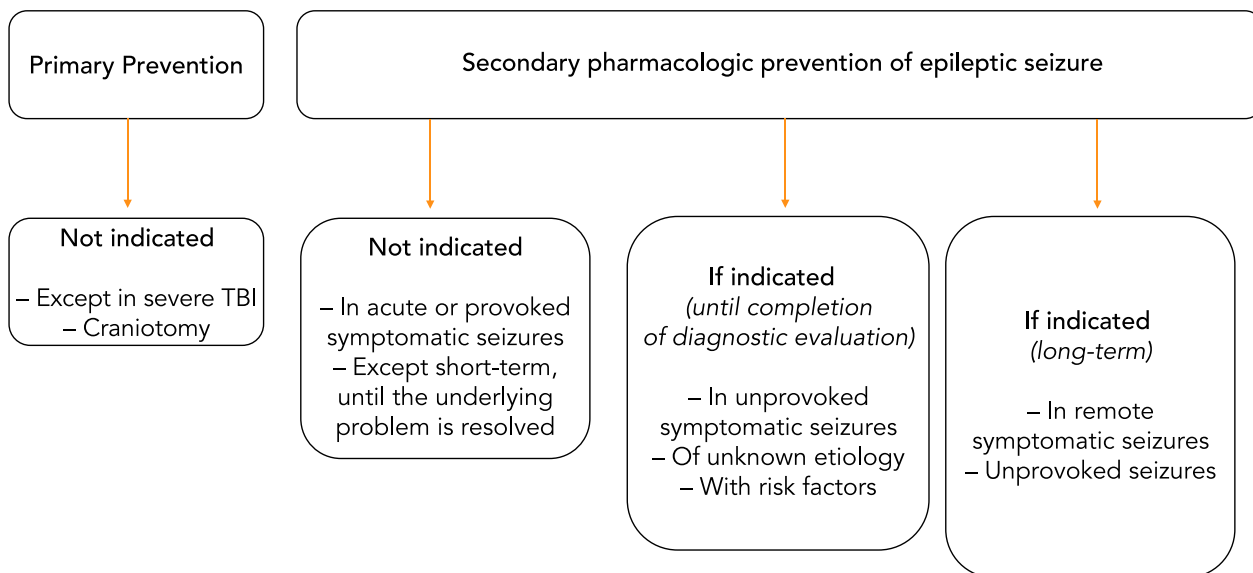 Primary Prevention
Secondary pharmacologic prevention of epileptic seizure
Not indicated
– Except in severe TBI
– Craniotomy
Not indicated
– In acute or provoked
symptomatic seizures
– Except short-term,
until the underlying
problem is resolved
If indicated
(until completion
of diagnostic evaluation)
– In unprovoked
symptomatic seizures
– Of unknown etiology
– With risk factors
If indicated
(long-term)
– In remote
symptomatic seizures
– Unprovoked seizures